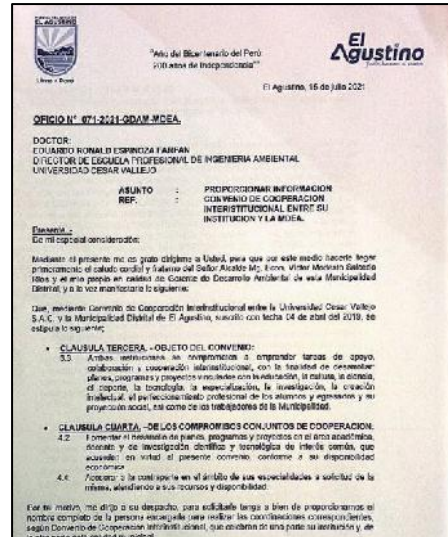 EL AGUSTINO
Lima - Perú
"Año del Bicentenario del Perú
200 años de Independencia"
El
Agustino
El Agustino, 15 de julio 2021
OFICIO N° 071-2021-GDAM-MDEA.
DOCTOR:
EDUARDO RONALD ESPINOZA FARFAN
DIRECTOR DE ESCUELA PROFESIONAL DE INGENIERIA AMBIENTAL
UNIVERSIDAD CESAR VALLEJO
ASUNTO : PROPORCIONAR INFORMACION
REF. : CONVENIO DE COOPERACION
INTERISTITUCIONAL ENTRE SU
INSTITUCION Y LA MDEA.
Presente.-
De mi especial consideración:
Mediante el presente me es grato dirigirme a Usted, para que por este medio hacerle llegar
primeramente el saludo cordial y fraterno del Señor Alcalde Mg. Econ. Víctor Modesto Salcedo
Ríos y el mío propio en calidad de Gerente de Desarrollo Ambiental de esta Municipalidad
Distrital; y a la vez manifestarle lo siguiente:
Que, mediante Convenio de Cooperación Interinstitucional entre la Universidad Cesar Vallejo
S.A.C. y la Municipalidad Distrital de El Agustino, suscrito con fecha 04 de abril del 2019, se
estipula lo siguiente;
• CLAUSULA TERCERA. - OBJETO DEL CONVENIO:
Ambas instituciones se comprometen a emprender tareas de apoyo,
colaboración y cooperación interinstitucional, con la finalidad de desarrollar
planes, programas y proyectos vinculados con la educación, la cultura, la ciencia,
el deporte, la tecnología, la especialización, la investigación, la creación
intelectual, el perfeccionamiento profesional de los alumnos y egresados y su
proyección social, así como de los trabajadores de la Municipalidad.
• CLAUSULA CUARTA. -DE LOS COMPROMISOS CONJUNTOS DE COOPERACION:
4.2 Fomentar el desarrollo de planes, programas y proyectos en el área académica,
docente y de investigación científica y tecnológica de interés común, que
acuerden en virtud al presente convenio, conforme a su disponibilidad
económica
4.4 Asesorar a la contraparte en el ámbito de sus especialidades a solicitud de la
misma, atendiendo a sus recursos y disponibilidad
Por tal motivo, me dirijo a su despacho, para solicitarle tenga a bien de proporcionarnos el
nombre completo de la persona encargada para realizar las coordinaciones correspondientes,
según Convenio de Cooperación Interinstitucional, que celebran de una parte su institución y, de